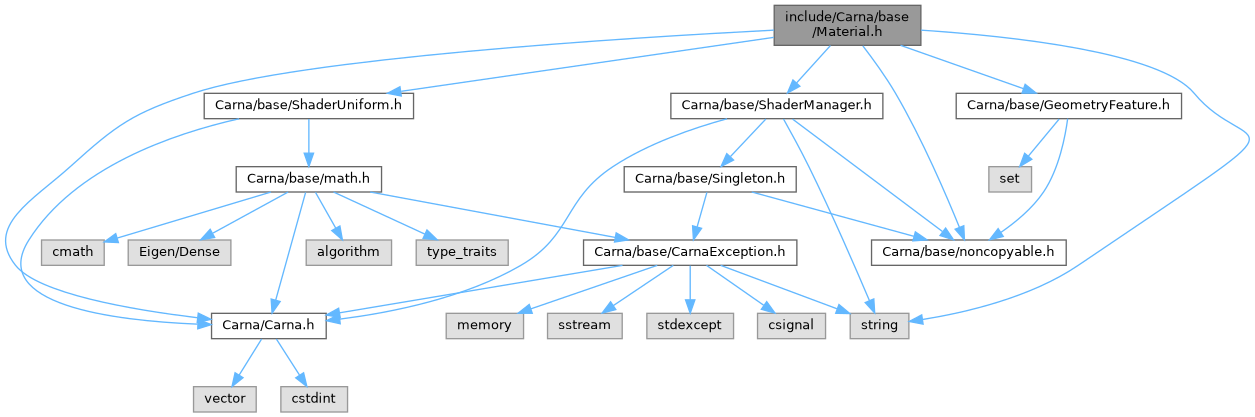 include/Carna/base
/Material.h
Carna/base/ShaderUniform.h
Carna/base/ShaderManager.h
Carna/base/GeometryFeature.h
Carna/base/math.h
Carna/base/Singleton.h
set
cmath
Eigen/Dense
algorithm
type_traits
Carna/base/CarnaException.h
Carna/base/noncopyable.h
Carna/Carna.h
memory
sstream
stdexcept
csignal
string
vector
cstdint